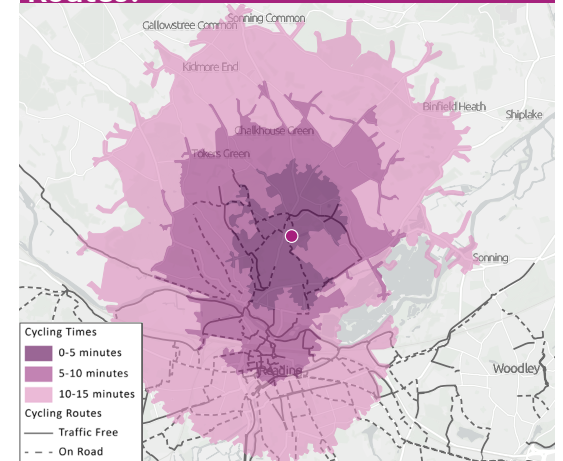 Routes:
Sonning Common
Gallowstree Common
Kidmore End
Binfield Heath
Shiplake
Chalkhouse Green
Tokers Green
Sonning
Reading
Woodley
Cycling Times
0-5 minutes
5-10 minutes
10-15 minutes
Cycling Routes
Traffic Free
On Road